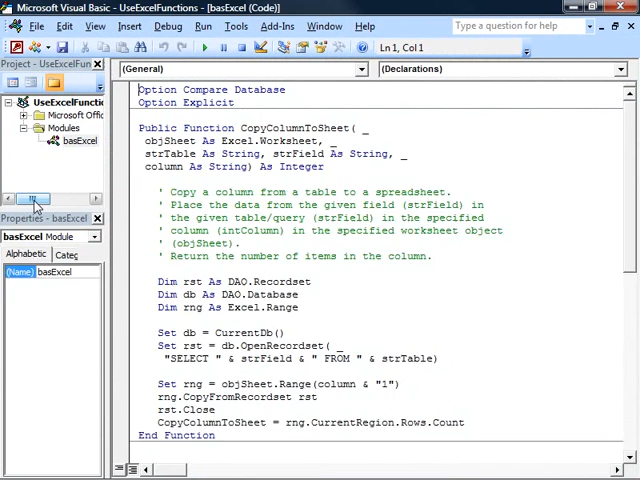 Microsoft Visual Basic - UseExcelFunctions - [basExcel (Code)]
File Edit View Insert Debug Run Tools Add-Ins Window Help
Type a question for help
Ln 1, Col 1
Project - UseExcelFun
(General)
(Declarations)
UseExcelFunctio
Microsoft Offic
Modules
basExcel
Properties - basExcel
basExcel Module
Alphabetic Categ
(Name) basExcel
Option Compare Database
Option Explicit
Public Function CopyColumnToSheet( _
objSheet As Excel.Worksheet, _
strTable As String, strField As String, _
column As String) As Integer
' Copy a column from a table to a spreadsheet.
' Place the data from the given field (strField) in
' the given table/query (strField) in the specified
' column (intColumn) in the specified worksheet object
' (objSheet).
' Return the number of items in the column.
Dim rst As DAO.Recordset
Dim db As DAO.Database
Dim rng As Excel.Range
Set db = CurrentDb()
Set rst = db.OpenRecordset( _
"SELECT " & strField & " FROM " & strTable)
Set rng = objSheet.Range(column & "1")
rng.CopyFromRecordset rst
rst.Close
CopyColumnToSheet = rng.CurrentRegion.Rows.Count
End Function